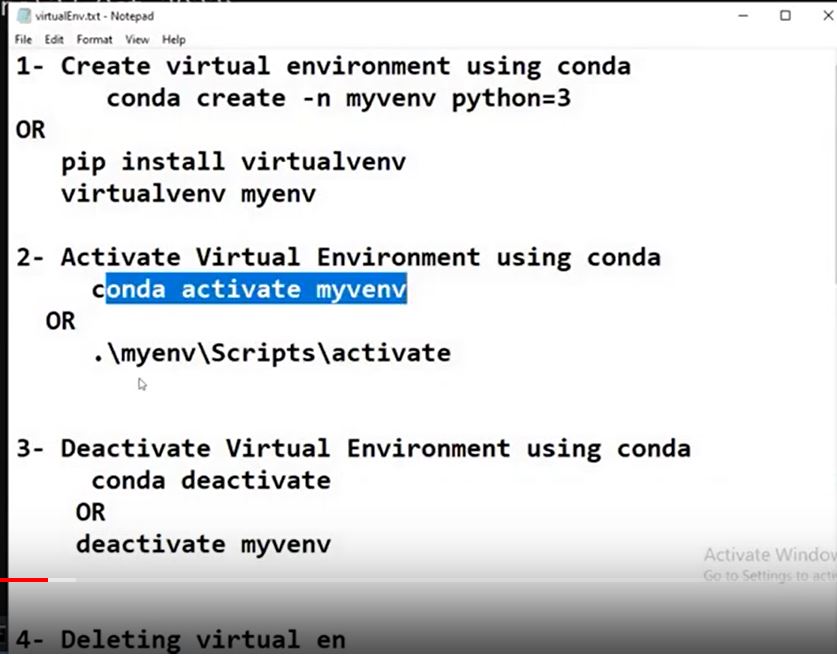 virtualEnv.txt - Notepad
File Edit Format View Help
1- Create virtual environment using conda
conda create -n myvenv python=3
OR
pip install virtualvenv
virtualvenv myenv
2- Activate Virtual Environment using conda
conda activate myvenv
OR
.\myenv\Scripts\activate
3- Deactivate Virtual Environment using conda
conda deactivate
OR
deactivate myvenv
Activate Window
Go to Settings to acti
4- Deleting virtual en